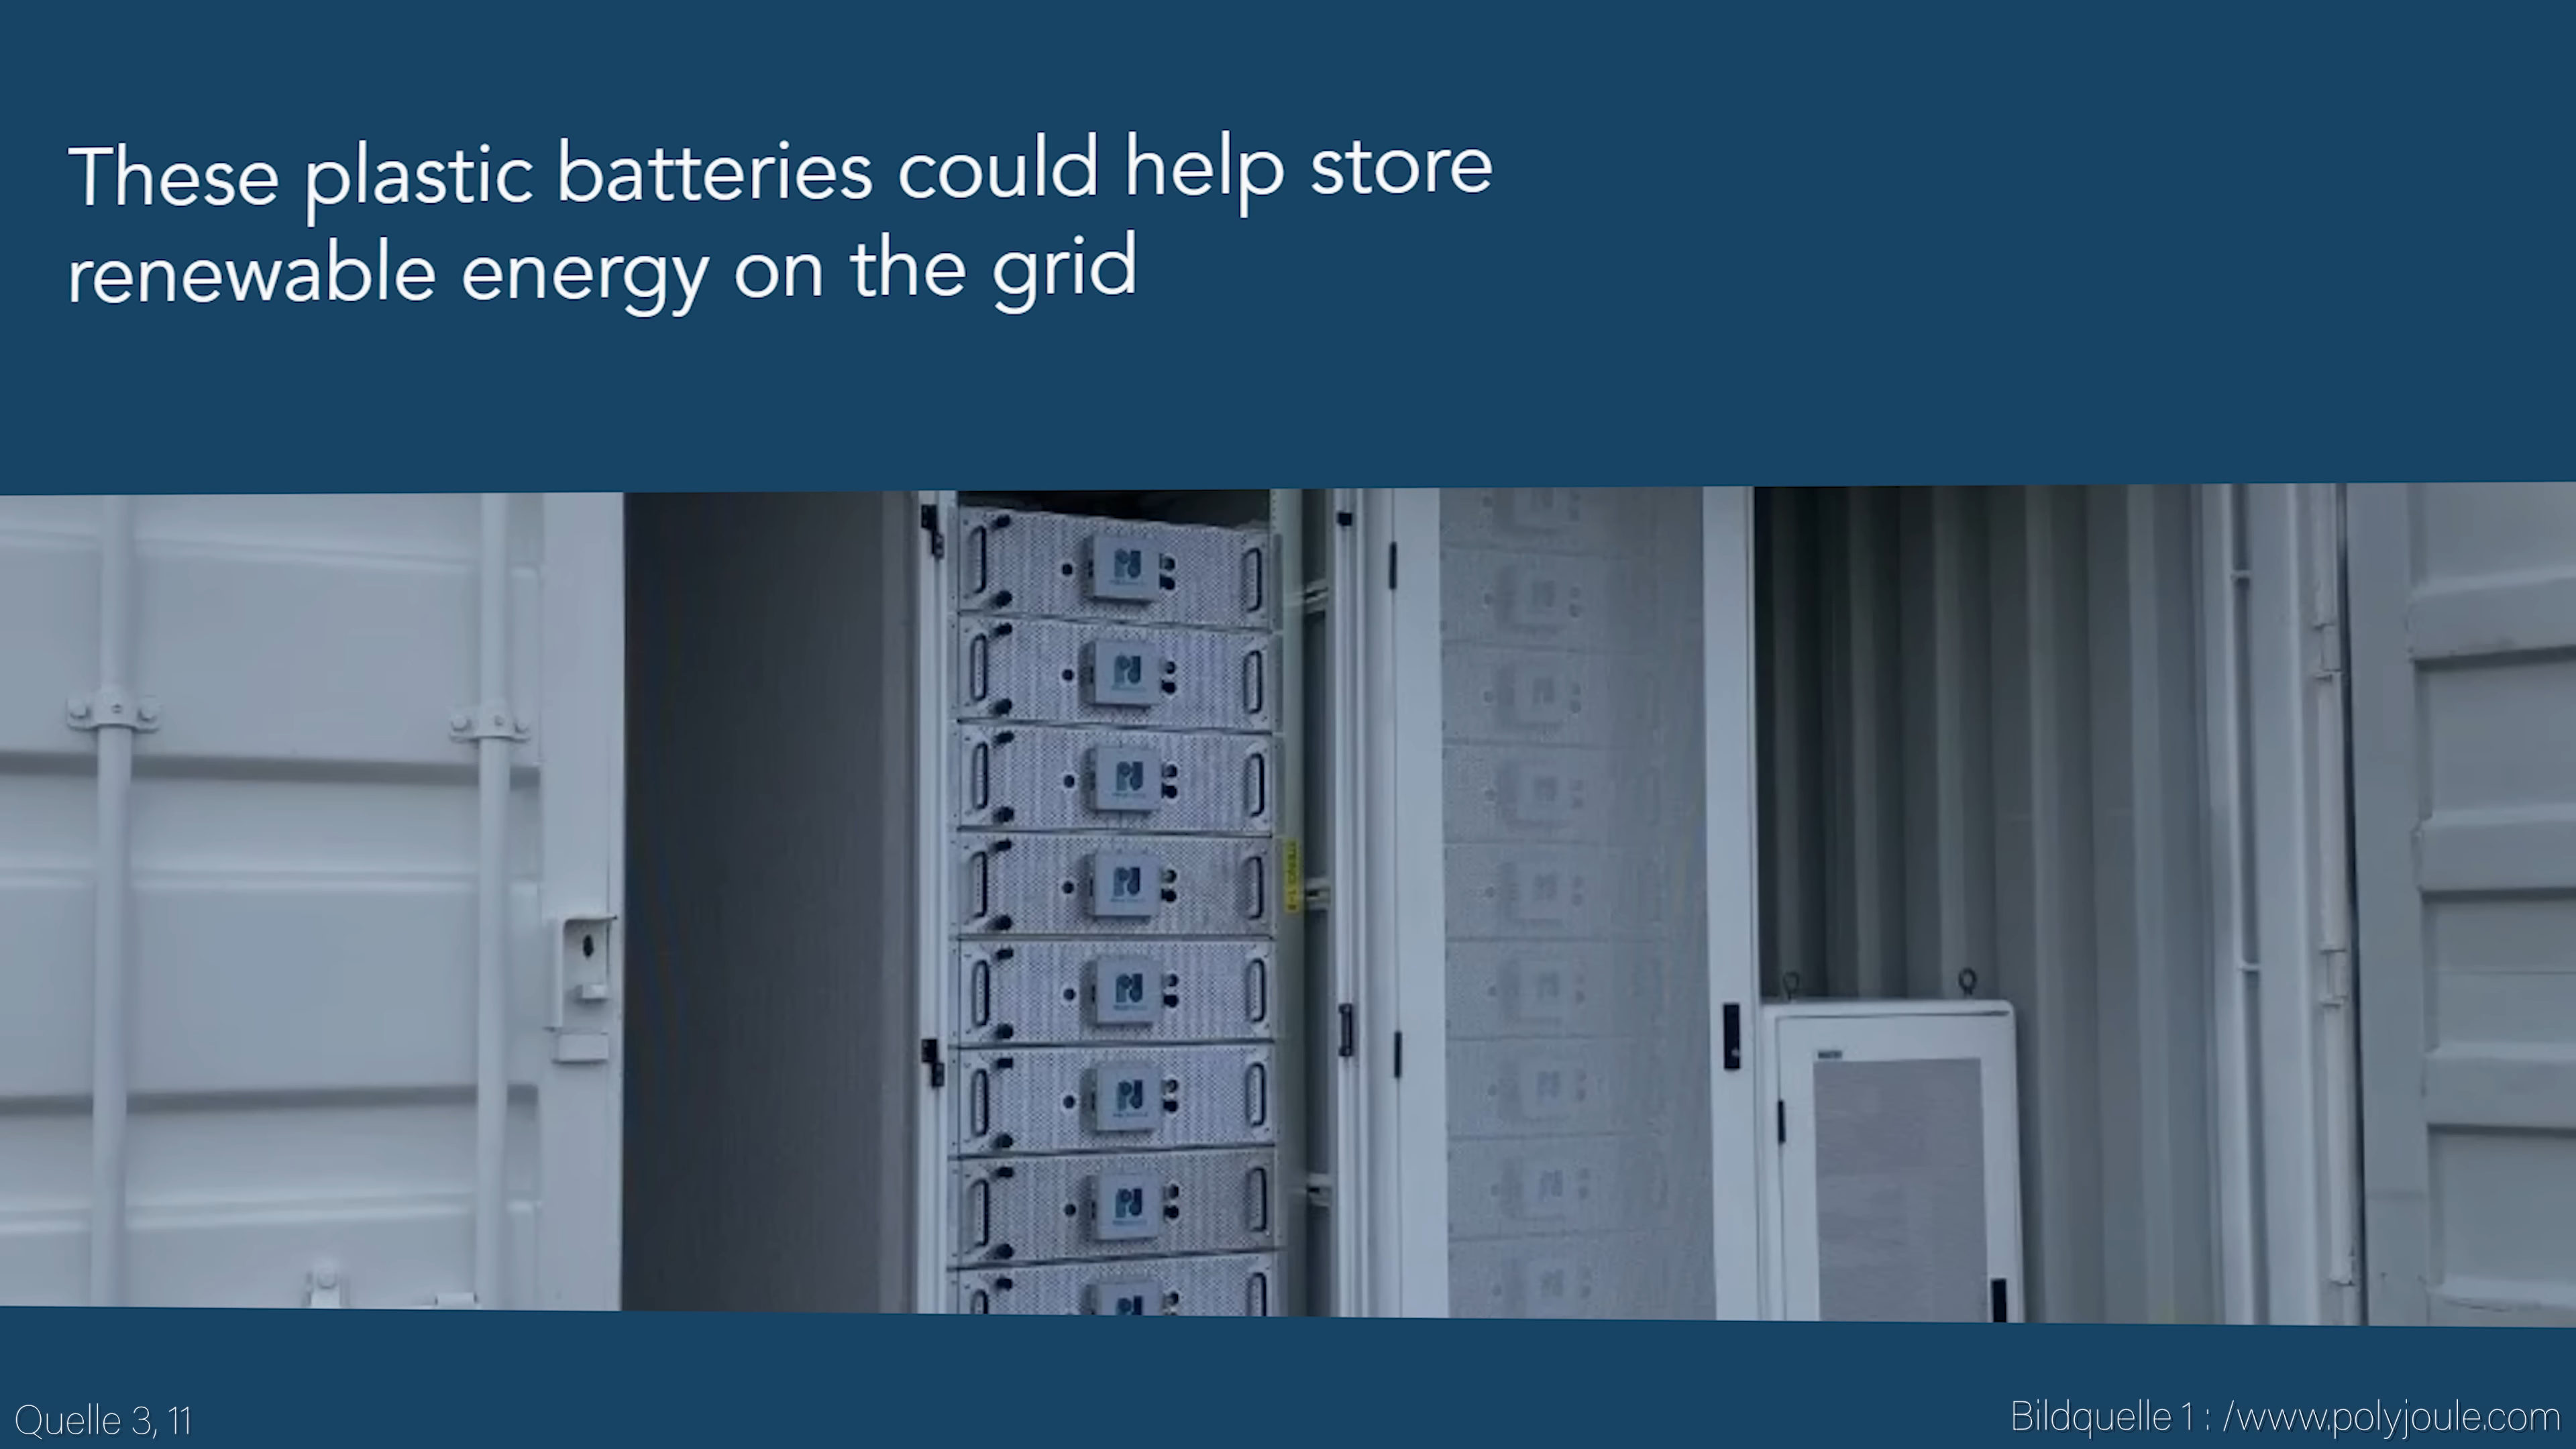 These plastic batteries could help store
renewable energy on the grid
Quelle 3, 11
Bildquelle 1 : /www.polyjoule.com